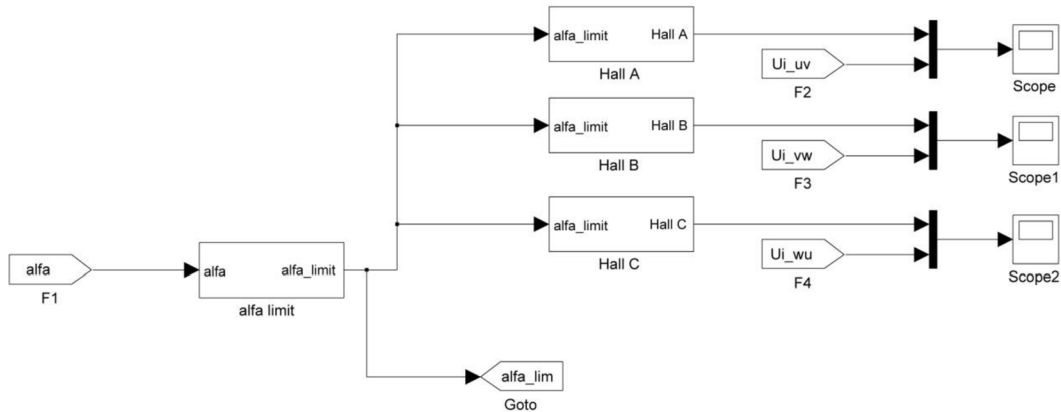 alfa_limit Hall A
Hall A
Ui_uv
F2
Scope
alfa_limit Hall B
Hall B
Ui_vw
F3
Scope1
alfa_limit Hall C
Hall C
Ui_wu
F4
Scope2
alfa
F1
alfa alfa_limit
alfa limit
alfa_lim
Goto